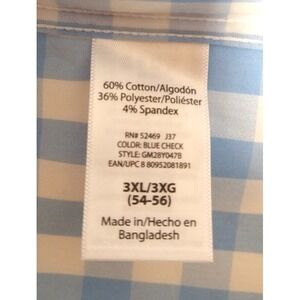 60% Cotton/Algodón
36% Polyester/Poliéster
4% Spandex
RN# 52469 J37
COLOR: BLUE CHECK
STYLE: GM28Y047B
EAN/UPC 8 80952081891
3XL/3XG
(54-56)
Made in/Hecho en
Bangladesh